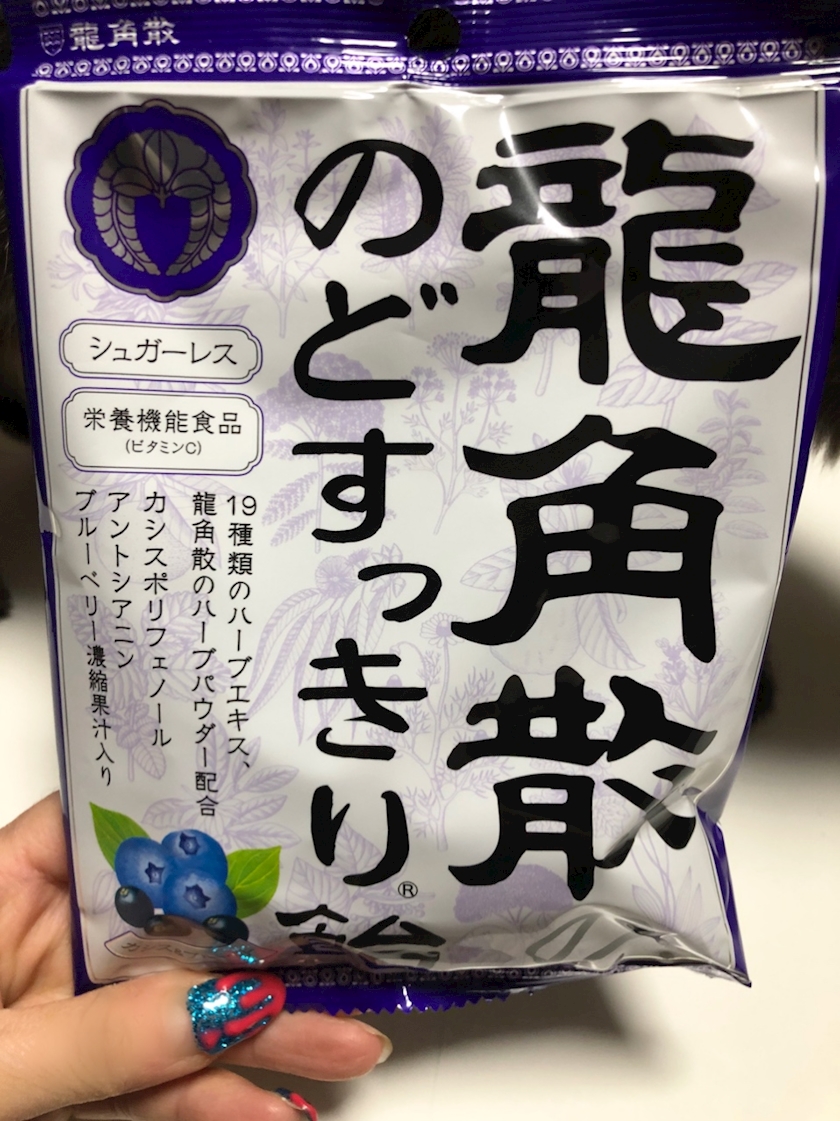 龍角散
龍角散
のどすっきり飴®
シュガーレス
栄養機能食品
(ビタミンC)
19種類のハーブエキス、
龍角散のハーブパウダー配合
カシスポリフェノール
アントシアニン
ブルーベリー濃縮果汁入り